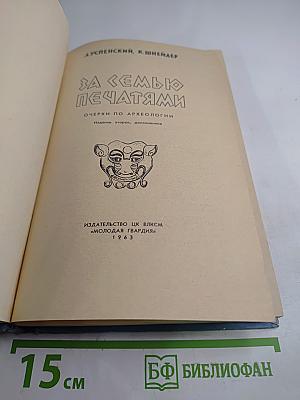 Л. УСПЕНСКИЙ, К. ШНЕЙДЕР
ЗА СЕМЬЮ
ПЕЧАТЯМИ
ОЧЕРКИ ПО АРХЕОЛОГИИ
Издание второе, дополненное
ИЗДАТЕЛЬСТВО ЦК ВЛКСМ
«МОЛОДАЯ ГВАРДИЯ»
1963
15 см
БФ БИБЛИОФАН